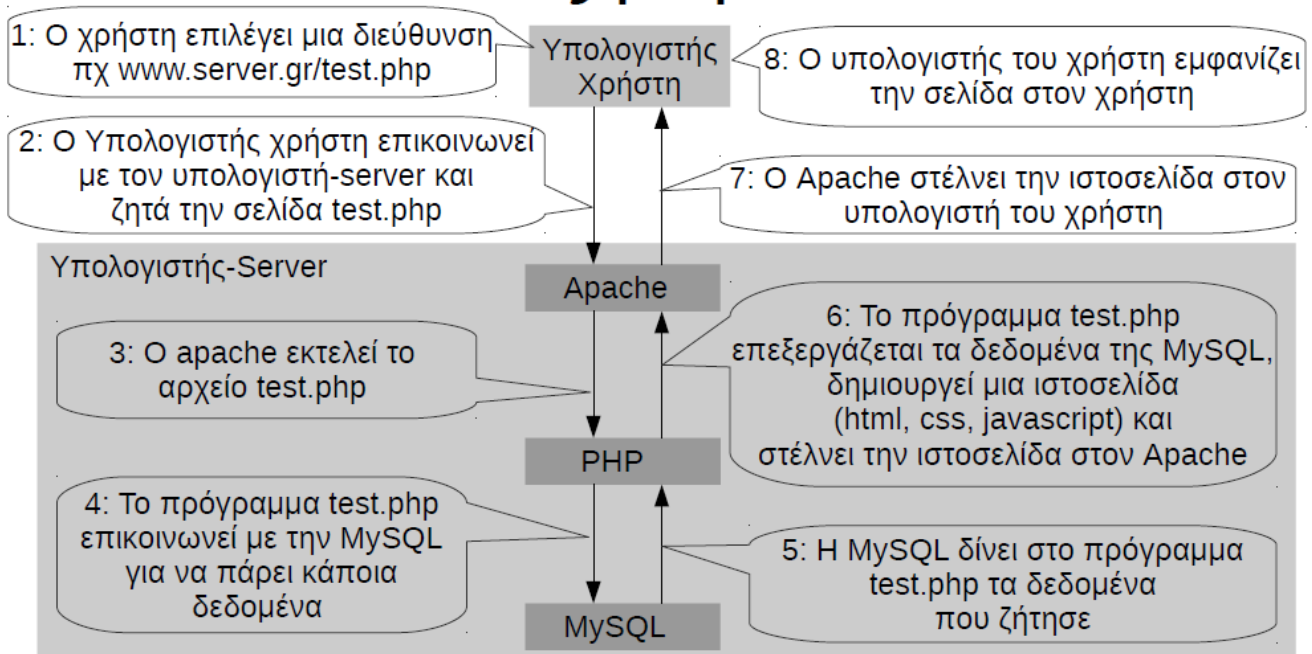 1: Ο χρήστη επιλέγει μια διεύθυνση
πχ www.server.gr/test.php
Υπολογιστής
Χρήστη
8: Ο υπολογιστής του χρήστη εμφανίζει
την σελίδα στον χρήστη
2: Ο Υπολογιστής χρήστη επικοινωνεί
με τον υπολογιστή-server και
ζητά την σελίδα test.php
7: Ο Apache στέλνει την ιστοσελίδα στον
υπολογιστή του χρήστη
Υπολογιστής-Server
Apache
3: Ο apache εκτελεί το
αρχείο test.php
6: Το πρόγραμμα test.php
επεξεργάζεται τα δεδομένα της MySQL,
δημιουργεί μια ιστοσελίδα
(html, css, javascript) και
στέλνει την ιστοσελίδα στον Apache
PHP
4: Το πρόγραμμα test.php
επικοινωνεί με την MySQL
για να πάρει κάποια
δεδομένα
5: Η MySQL δίνει στο πρόγραμμα
test.php τα δεδομένα
που ζήτησε
MySQL